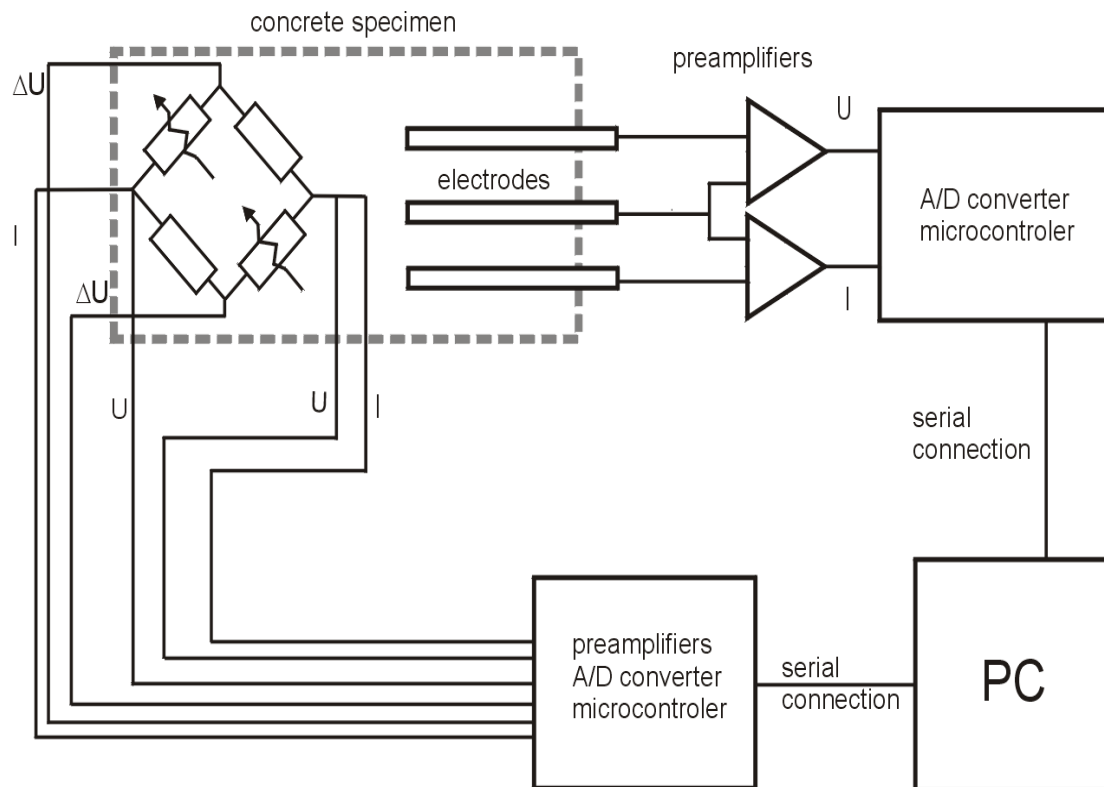 concrete specimen
preamplifiers
ΔU
U
electrodes
A/D converter
microcontroler
I
ΔU
I
U
U
I
serial
connection
preamplifiers
A/D converter
microcontroler
serial
connection
PC